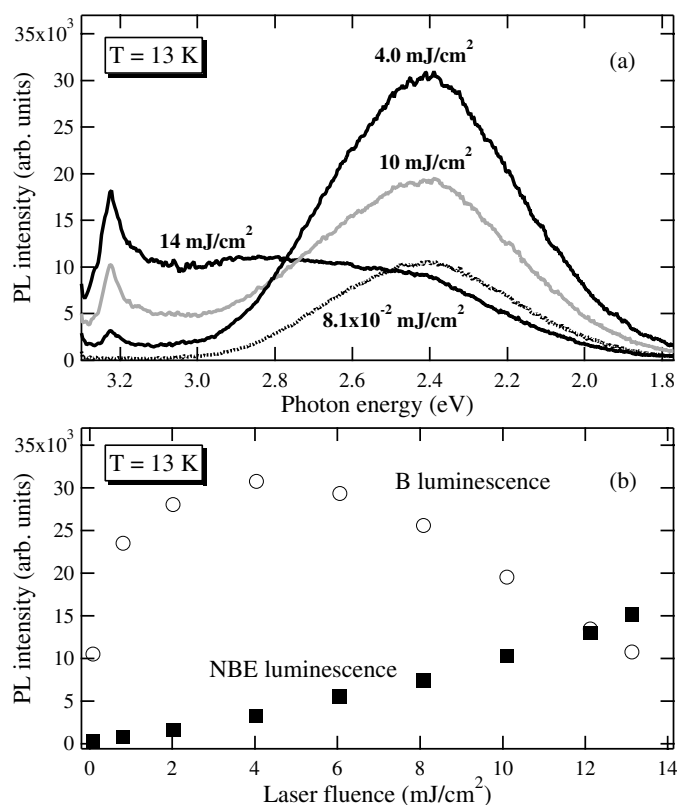 35x10³
T = 13 K
4.0 mJ/cm²
(a)
30
25
10 mJ/cm²
20
15
14 mJ/cm²
10
5
8.1x10⁻² mJ/cm²
0
PL intensity (arb. units)
3.2 3.0 2.8 2.6 2.4 2.2 2.0 1.8
Photon energy (eV)
35x10³
T = 13 K
(b)
B luminescence
30
25
20
15
10
NBE luminescence
5
0
PL intensity (arb. units)
0 2 4 6 8 10 12 14
Laser fluence (mJ/cm²)